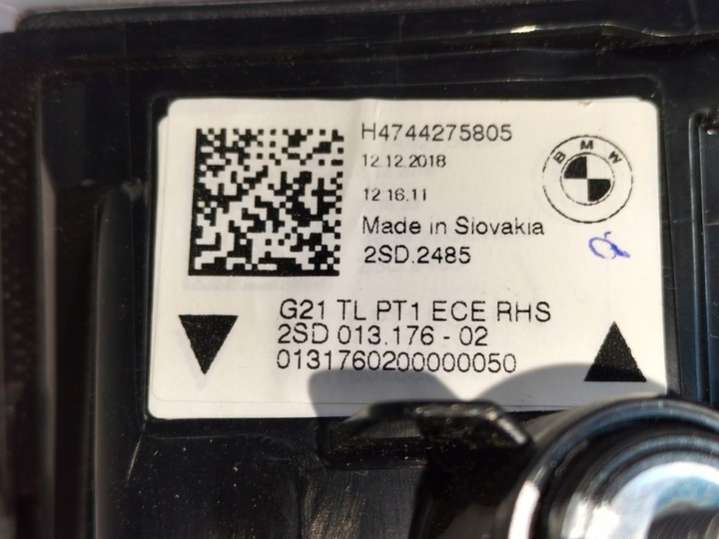 H4744275805
12.12.2018
12 16.11
BMW
Made in Slovakia
2SD.2485
G21 TL PT1 ECE RHS
2SD 013.176 - 02
0131760200000050